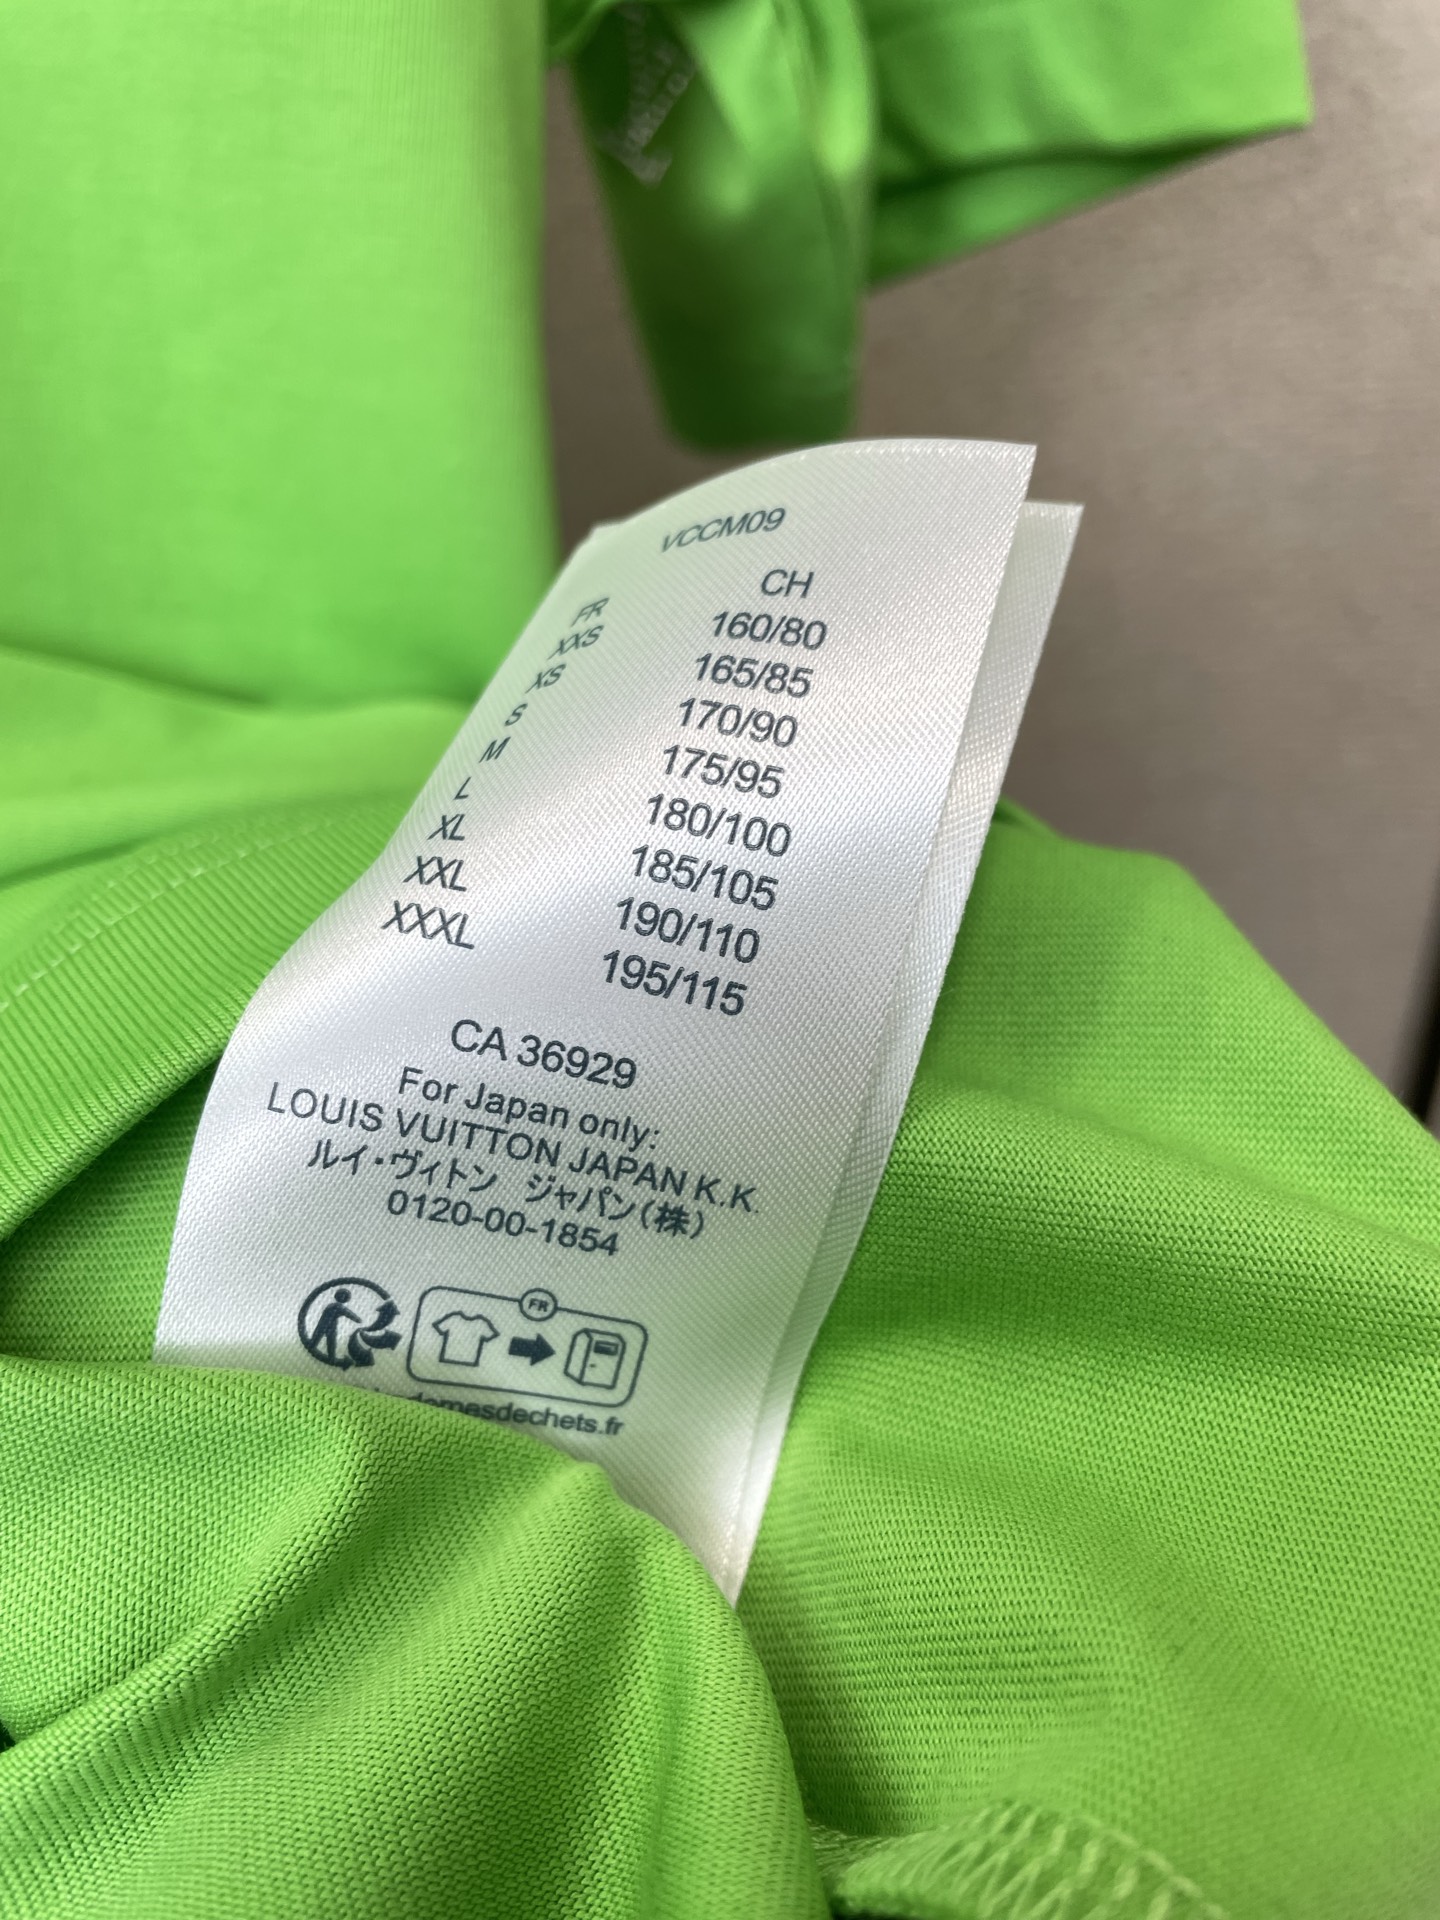 VCCM09
FR CH
XXS 160/80
XS 165/85
S 170/90
M 175/95
L 180/100
XL 185/105
XXL 190/110
XXXL 195/115
CA 36929
For Japan only:
LOUIS VUITTON JAPAN K.K.
ルイ・ヴィトン ジャパン(株)
0120-00-1854
FR